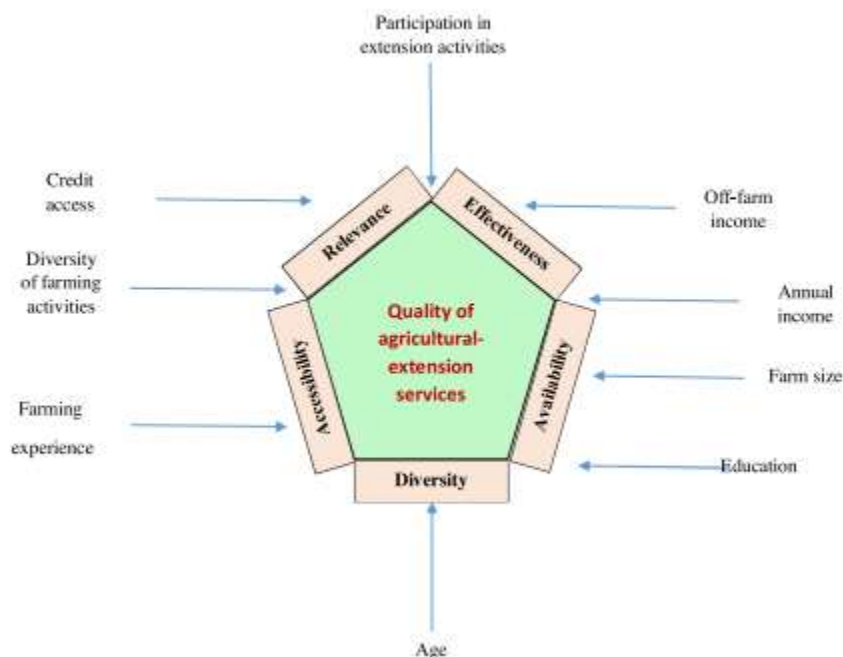 Participation in
extension activities
Credit
access
Off-farm
income
Relevance
Effectiveness
Diversity
of farming
activities
Annual
income
Quality of
agricultural-
extension
services
Accessibility
Availability
Farm size
Farming
experience
Education
Diversity
Age